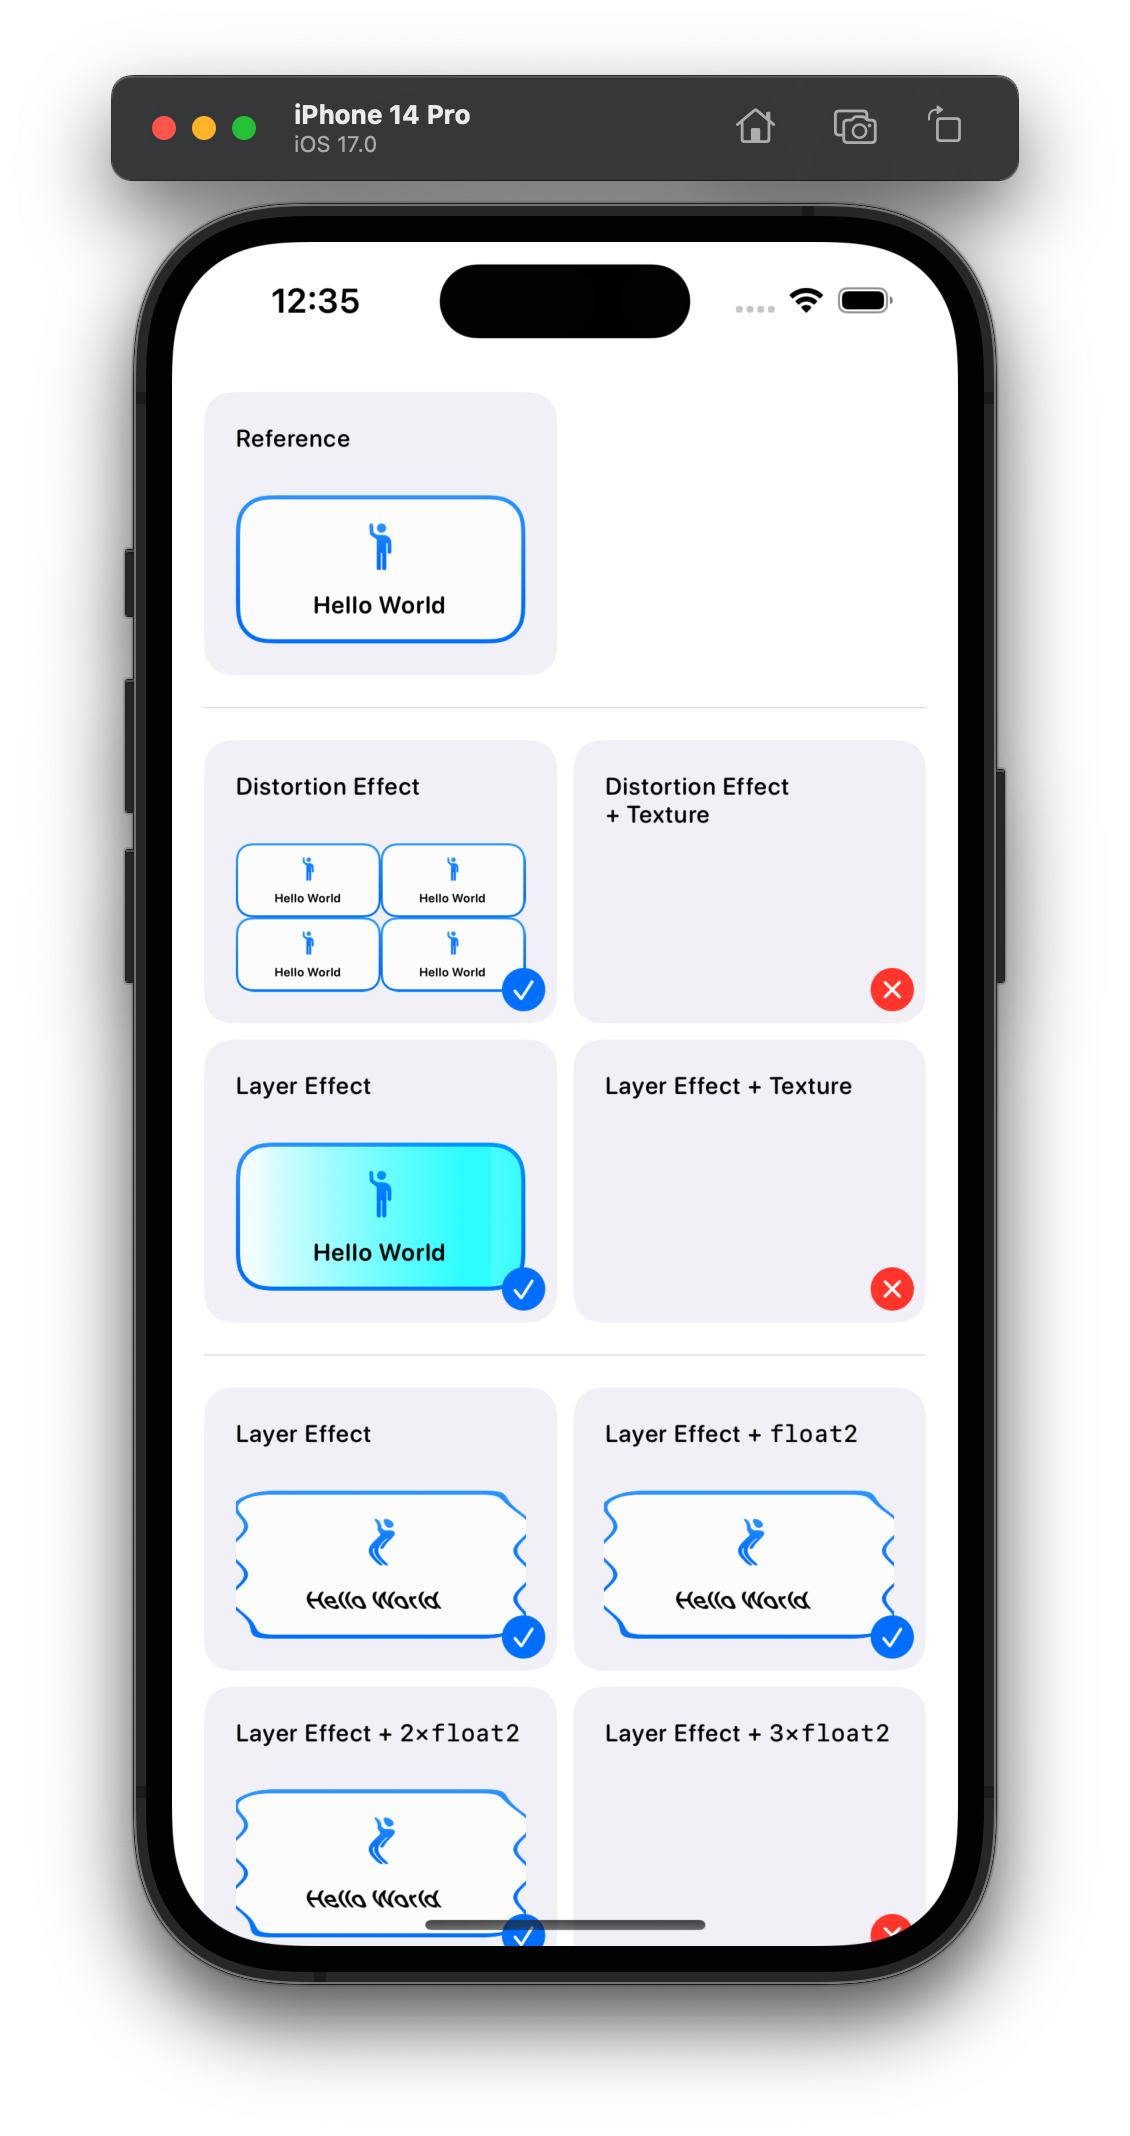 iPhone 14 Pro
iOS 17.0
12:35
Reference
Hello World
Distortion Effect
Hello World
Hello World
Hello World
Hello World
Distortion Effect
+ Texture
Layer Effect
Hello World
Layer Effect + Texture
Layer Effect
Hello World
Layer Effect + float2
Hello World
Layer Effect + 2×float2
Hello World
Layer Effect + 3×float2